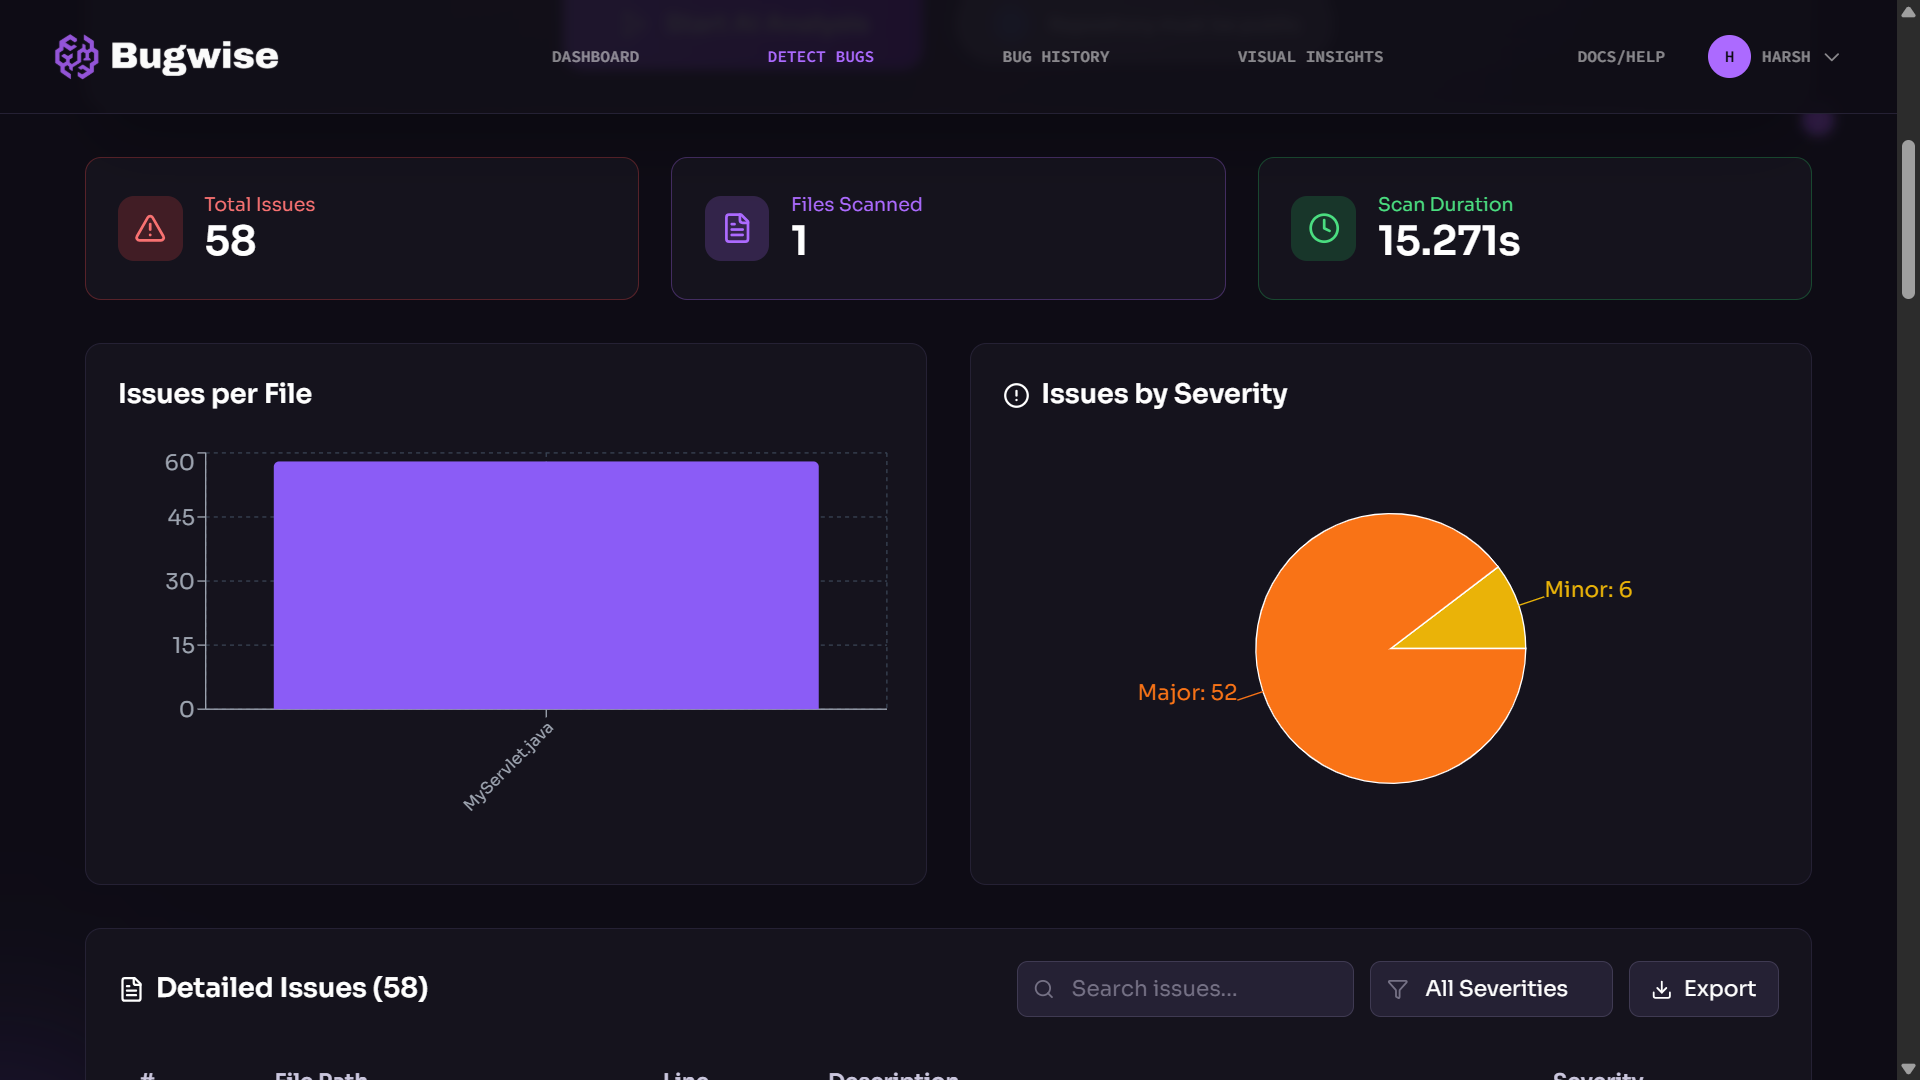 Bugwise
DASHBOARD
DETECT BUGS
BUG HISTORY
VISUAL INSIGHTS
DOCS/HELP
H
HARSH
Total Issues
58
Files Scanned
1
Scan Duration
15.271s
Issues per File
60
45
30
15
0
MyServlet.java
Issues by Severity
Minor: 6
Major: 52
Detailed Issues (58)
Search issues...
All Severities
Export
#
File Path
Line
Description
Severity